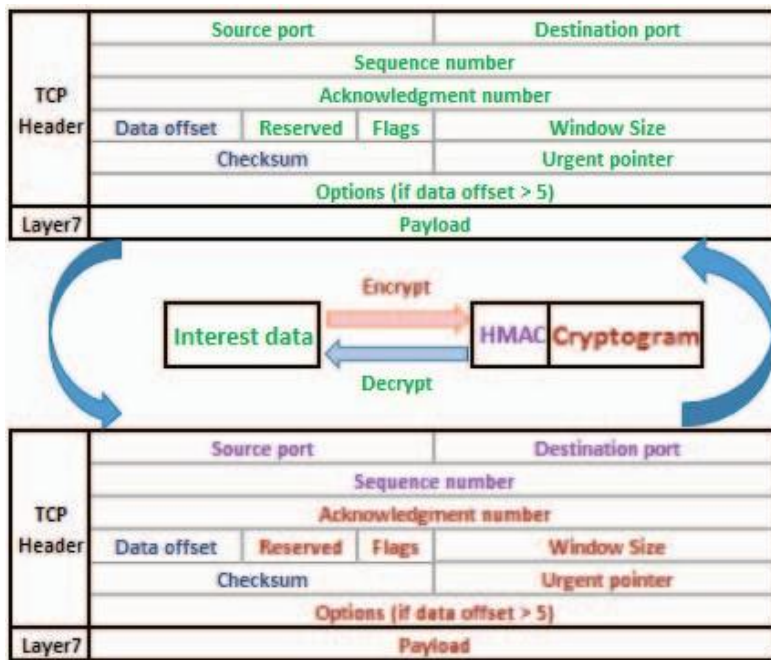 Source port Destination port
Sequence number
TCP Header
Acknowledgment number
Data offset Reserved Flags Window Size
Checksum Urgent pointer
Options (if data offset > 5)
Layer7 Payload
Encrypt
Interest data HMAC Cryptogram
Decrypt
Source port Destination port
Sequence number
TCP Header
Acknowledgment number
Data offset Reserved Flags Window Size
Checksum Urgent pointer
Options (if data offset > 5)
Layer7 Payload